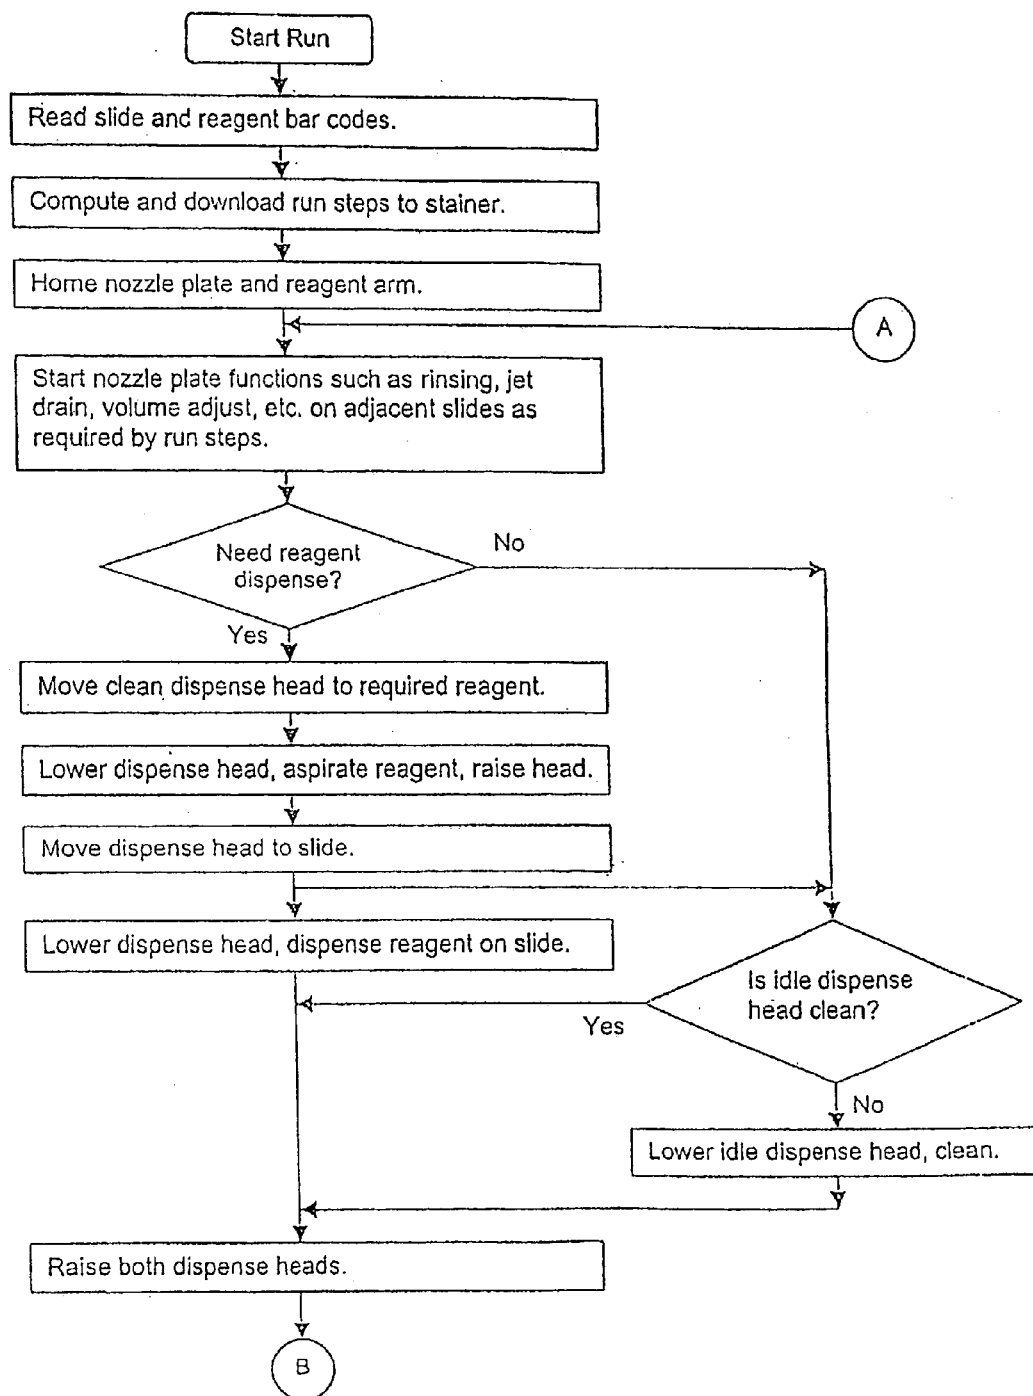 Start Run
Read slide and reagent bar codes.
Compute and download run steps to stainer.
Home nozzle plate and reagent arm.
A
Start nozzle plate functions such as rinsing, jet
drain, volume adjust, etc. on adjacent slides as
required by run steps.
Need reagent
dispense?
No
Yes
Move clean dispense head to required reagent.
Lower dispense head, aspirate reagent, raise head.
Move dispense head to slide.
Lower dispense head, dispense reagent on slide.
Is idle dispense
head clean?
Yes
No
Lower idle dispense head, clean.
Raise both dispense heads.
B